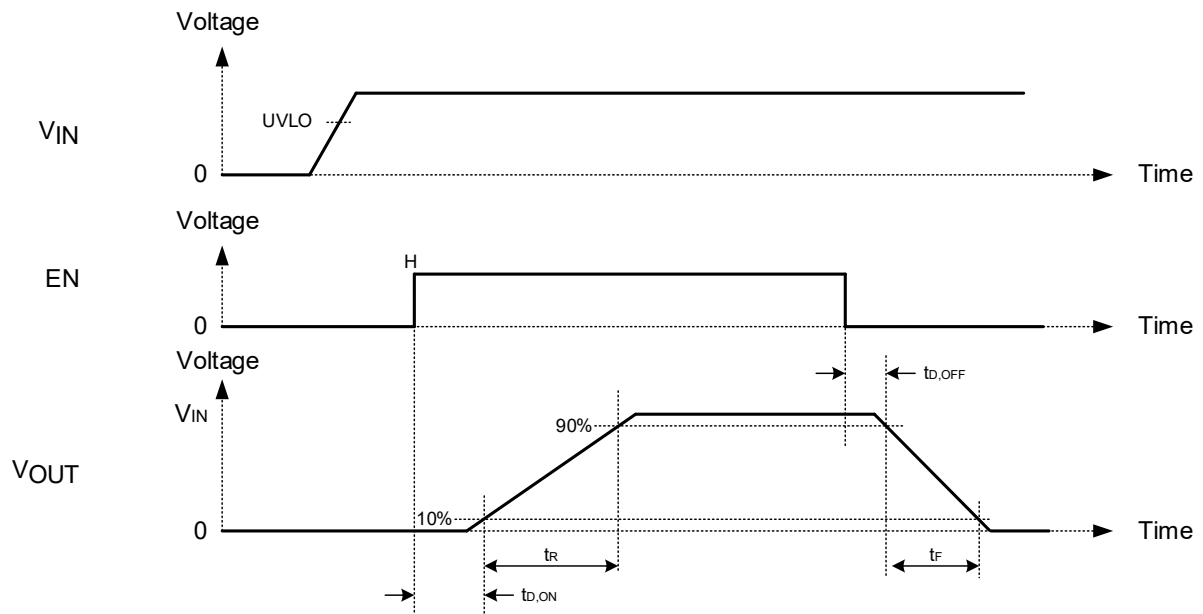 Voltage
UVLO
VIN
0
Time
Voltage
H
EN
0
Time
Voltage
tD,OFF
VIN
90%
VOUT
10%
0
Time
tR
tF
tD,ON